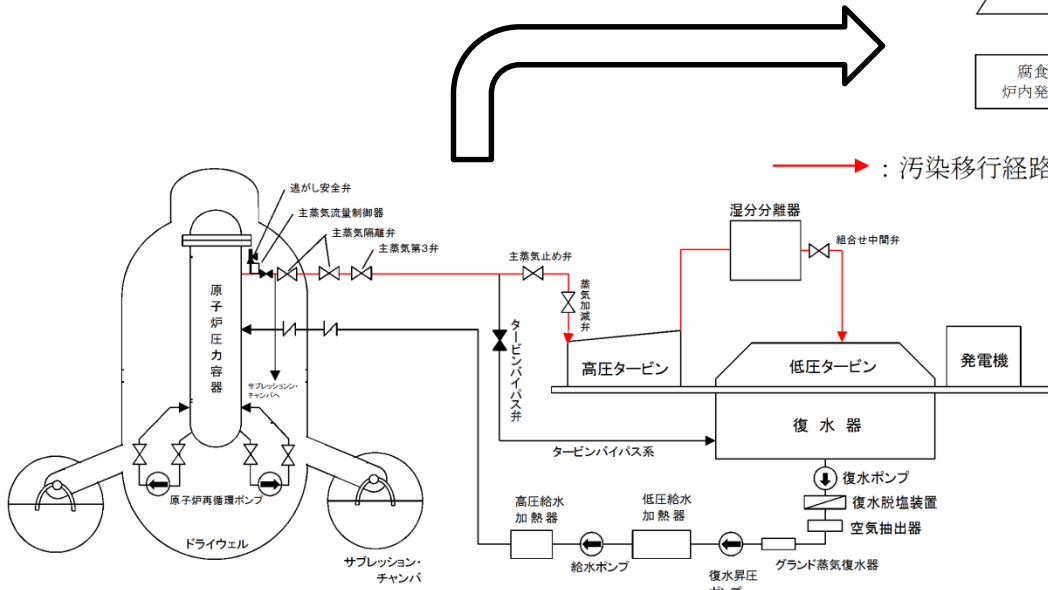 腐食
炉内発
：汚染移行経路
逃がし安全弁
主蒸気流量制御器
主蒸気隔離弁
主蒸気第3弁
主蒸気止め弁
蒸気加減弁
湿分分離器
組合せ中間弁
原子炉圧力容器
サプレッションン・
チャンバへ
タービンバイパス弁
高圧タービン
低圧タービン
発電機
復水器
タービンバイパス系
原子炉再循環ポンプ
ドライウェル
サプレッション・
チャンバ
高圧給水
加熱器
低圧給水
加熱器
給水ポンプ
復水昇圧
ポンプ
グランド蒸気復水器
復水ポンプ
復水脱塩装置
空気抽出器